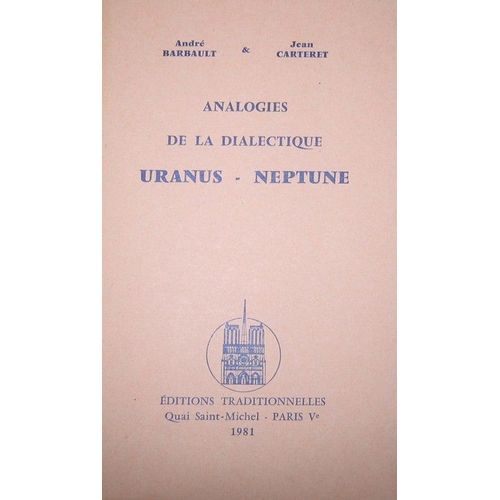 André & Jean
BARBAULT CARTERET
ANALOGIES
DE LA DIALECTIQUE
URANUS - NEPTUNE
ÉDITIONS TRADITIONNELLES
Quai Saint-Michel - PARIS Ve
1981